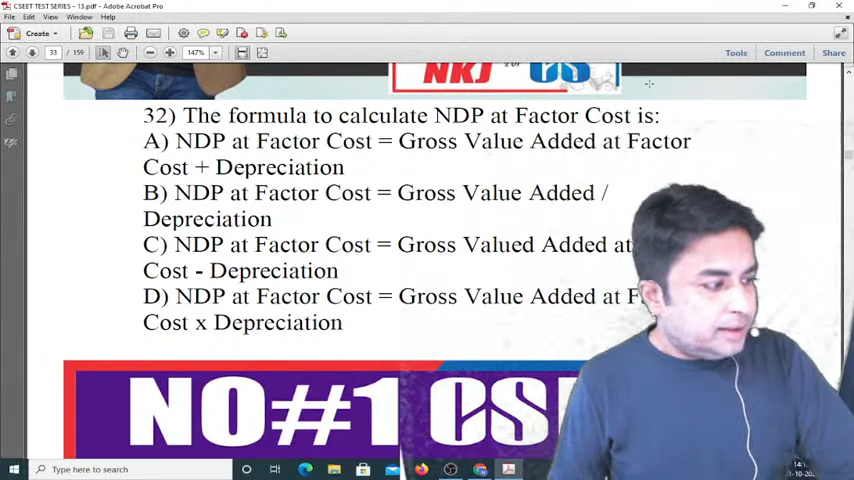 CSEET TEST SERIES - 13.pdf - Adobe Acrobat Pro
File Edit View Window Help
Create
33 / 159 147% Tools Comment Share
NKJ For CS
32) The formula to calculate NDP at Factor Cost is:
A) NDP at Factor Cost = Gross Value Added at Factor
Cost + Depreciation
B) NDP at Factor Cost = Gross Value Added /
Depreciation
C) NDP at Factor Cost = Gross Valued Added at
Cost - Depreciation
D) NDP at Factor Cost = Gross Value Added at
Cost x Depreciation
NO#1
Type here to search